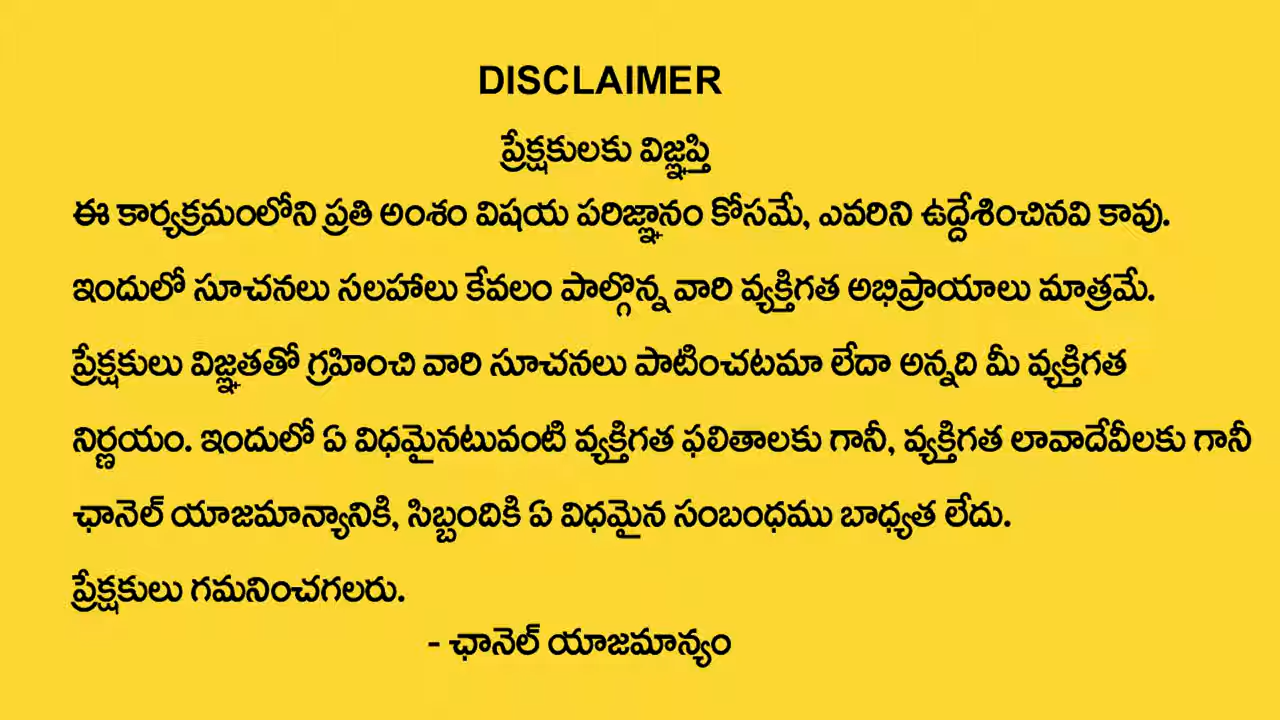 DISCLAIMER
ప్రేక్షకులకు విజ్ఞప్తి
ఈ కార్యక్రమంలోని ప్రతి అంశం విషయ పరిజ్ఞానం కోసమే, ఎవరిని ఉద్దేశించినవి కావు.
ఇందులో సూచనలు సలహాలు కేవలం పాల్గొన్న వారి వ్యక్తిగత అభిప్రాయాలు మాత్రమే.
ప్రేక్షకులు విజ్ఞతతో గ్రహించి వారి సూచనలు పాటించటమా లేదా అన్నది మీ వ్యక్తిగత
నిర్ణయం. ఇందులో ఏ విధమైనటువంటి వ్యక్తిగత ఫలితాలకు గానీ, వ్యక్తిగత లావాదేవీలకు గానీ
ఛానెల్ యాజమాన్యానికి, సిబ్బందికి ఏ విధమైన సంబంధము బాధ్యత లేదు.
ప్రేక్షకులు గమనించగలరు.
- ఛానెల్ యాజమాన్యం